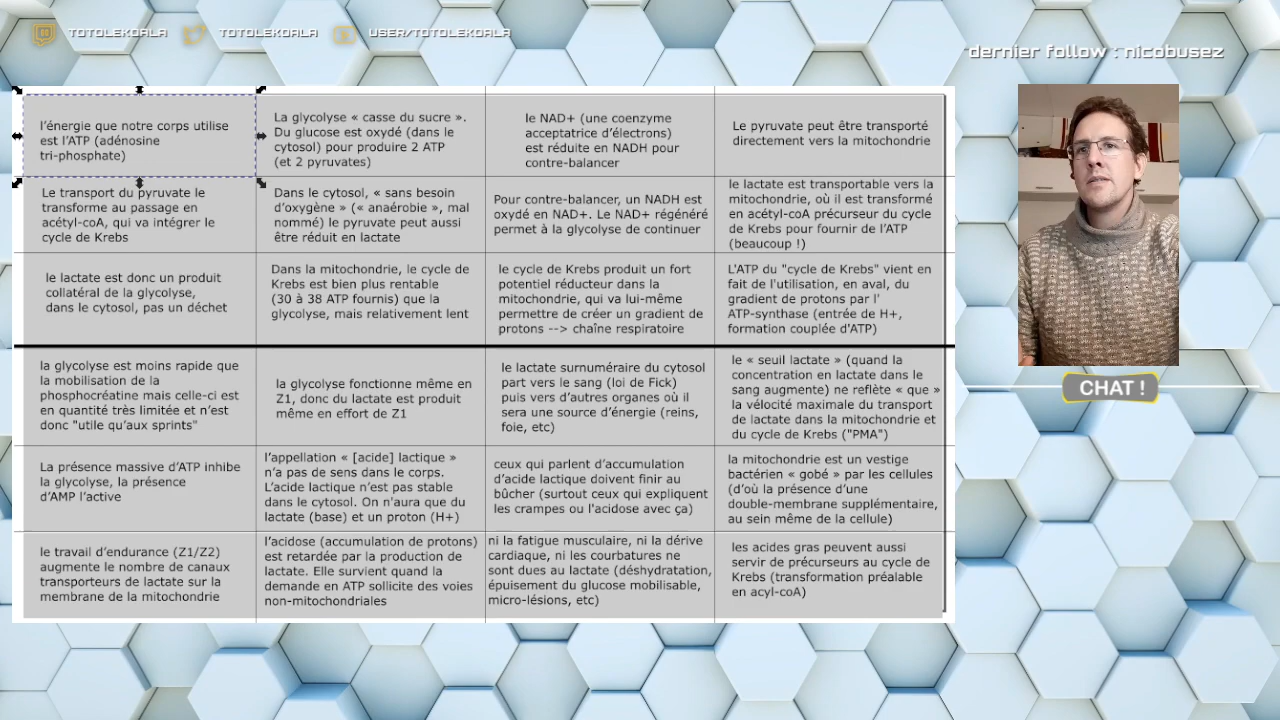 TOTOLEKOALA
TOTOLEKOALA
USER/TOTOLEKOALA
dernier follow : nicobusez
l’énergie que notre corps utilise
est l’ATP (adénosine
tri-phosphate)
La glycolyse « casse du sucre ».
Du glucose est oxydé (dans le
cytosol) pour produire 2 ATP
(et 2 pyruvates)
le NAD+ (une coenzyme
acceptatrice d’électrons)
est réduite en NADH pour
contre-balancer
Le pyruvate peut être transporté
directement vers la mitochondrie
Le transport du pyruvate le
transforme au passage en
acétyl-coA, qui va intégrer le
cycle de Krebs
Dans le cytosol, « sans besoin
d’oxygène » (« anaérobie », mal
nommé) le pyruvate peut aussi
être réduit en lactate
Pour contre-balancer, un NADH est
oxydé en NAD+. Le NAD+ régénéré
permet à la glycolyse de continuer
le lactate est transportable vers la
mitochondrie, où il est transformé
en acétyl-coA précurseur du cycle
de Krebs pour fournir de l’ATP
(beaucoup !)
le lactate est donc un produit
collatéral de la glycolyse,
dans le cytosol, pas un déchet
Dans la mitochondrie, le cycle de
Krebs est bien plus rentable
(30 à 38 ATP fournis) que la
glycolyse, mais relativement lent
le cycle de Krebs produit un fort
potentiel réducteur dans la
mitochondrie, qui va lui-même
permettre de créer un gradient de
protons --> chaîne respiratoire
L'ATP du "cycle de Krebs" vient en
fait de l'utilisation, en aval, du
gradient de protons par l'
ATP-synthase (entrée de H+,
formation couplée d'ATP)
la glycolyse est moins rapide que
la mobilisation de la
phosphocréatine mais celle-ci est
en quantité très limitée et n’est
donc "utile qu’aux sprints"
la glycolyse fonctionne même en
Z1, donc du lactate est produit
même en effort de Z1
le lactate surnuméraire du cytosol
part vers le sang (loi de Fick)
puis vers d’autres organes où il
sera une source d’énergie (reins,
foie, etc)
le « seuil lactate » (quand la
concentration en lactate dans le
sang augmente) ne reflète « que »
la vélocité maximale du transport
de lactate dans la mitochondrie et
du cycle de Krebs ("PMA")
La présence massive d’ATP inhibe
la glycolyse, la présence
d’AMP l’active
l’appellation « [acide] lactique »
n’a pas de sens dans le corps.
L’acide lactique n’est pas stable
dans le cytosol. On n’aura que du
lactate (base) et un proton (H+)
ceux qui parlent d’accumulation
d’acide lactique doivent finir au
bûcher (surtout ceux qui expliquent
les crampes ou l'acidose avec ça)
la mitochondrie est un vestige
bactérien « gobé » par les cellules
(d’où la présence d’une
double-membrane supplémentaire,
au sein même de la cellule)
le travail d’endurance (Z1/Z2)
augmente le nombre de canaux
transporteurs de lactate sur la
membrane de la mitochondrie
l’acidose (accumulation de protons)
est retardée par la production de
lactate. Elle survient quand la
demande en ATP sollicite des voies
non-mitochondriales
ni la fatigue musculaire, ni la dérive
cardiaque, ni les courbatures ne
sont dues au lactate (déshydratation,
épuisement du glucose mobilisable,
micro-lésions, etc)
les acides gras peuvent aussi
servir de précurseurs au cycle de
Krebs (transformation préalable
en acyl-coA)
CHAT !